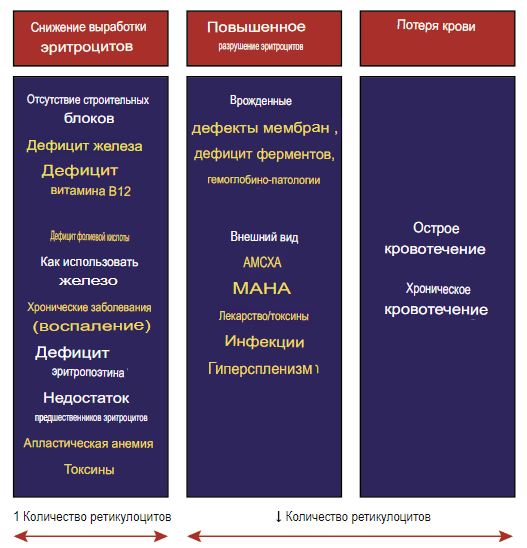 Снижение выработки
эритроцитов
Повышенное
разрушение эритроцитов
Потеря крови
Отсутствие строительных
блоков
Дефицит железа
Дефицит
витамина B12
Дефицит фолиевой кислоты
Как использовать
железо
Хронические заболевания
(воспаление)
Дефицит
эритропоэтина
Недостаток
предшественников эритроцитов
Апластическая анемия
Токсины
Врожденные
дефекты мембран ,
дефицит ферментов,
гемоглобино-патологии
Внешний вид
АМСХА
МАНА
Лекарство/токсины
Инфекции
Гиперспленизм1
Острое
кровотечение
Хроническое
кровотечение
1 Количество ретикулоцитов
↓ Количество ретикулоцитов